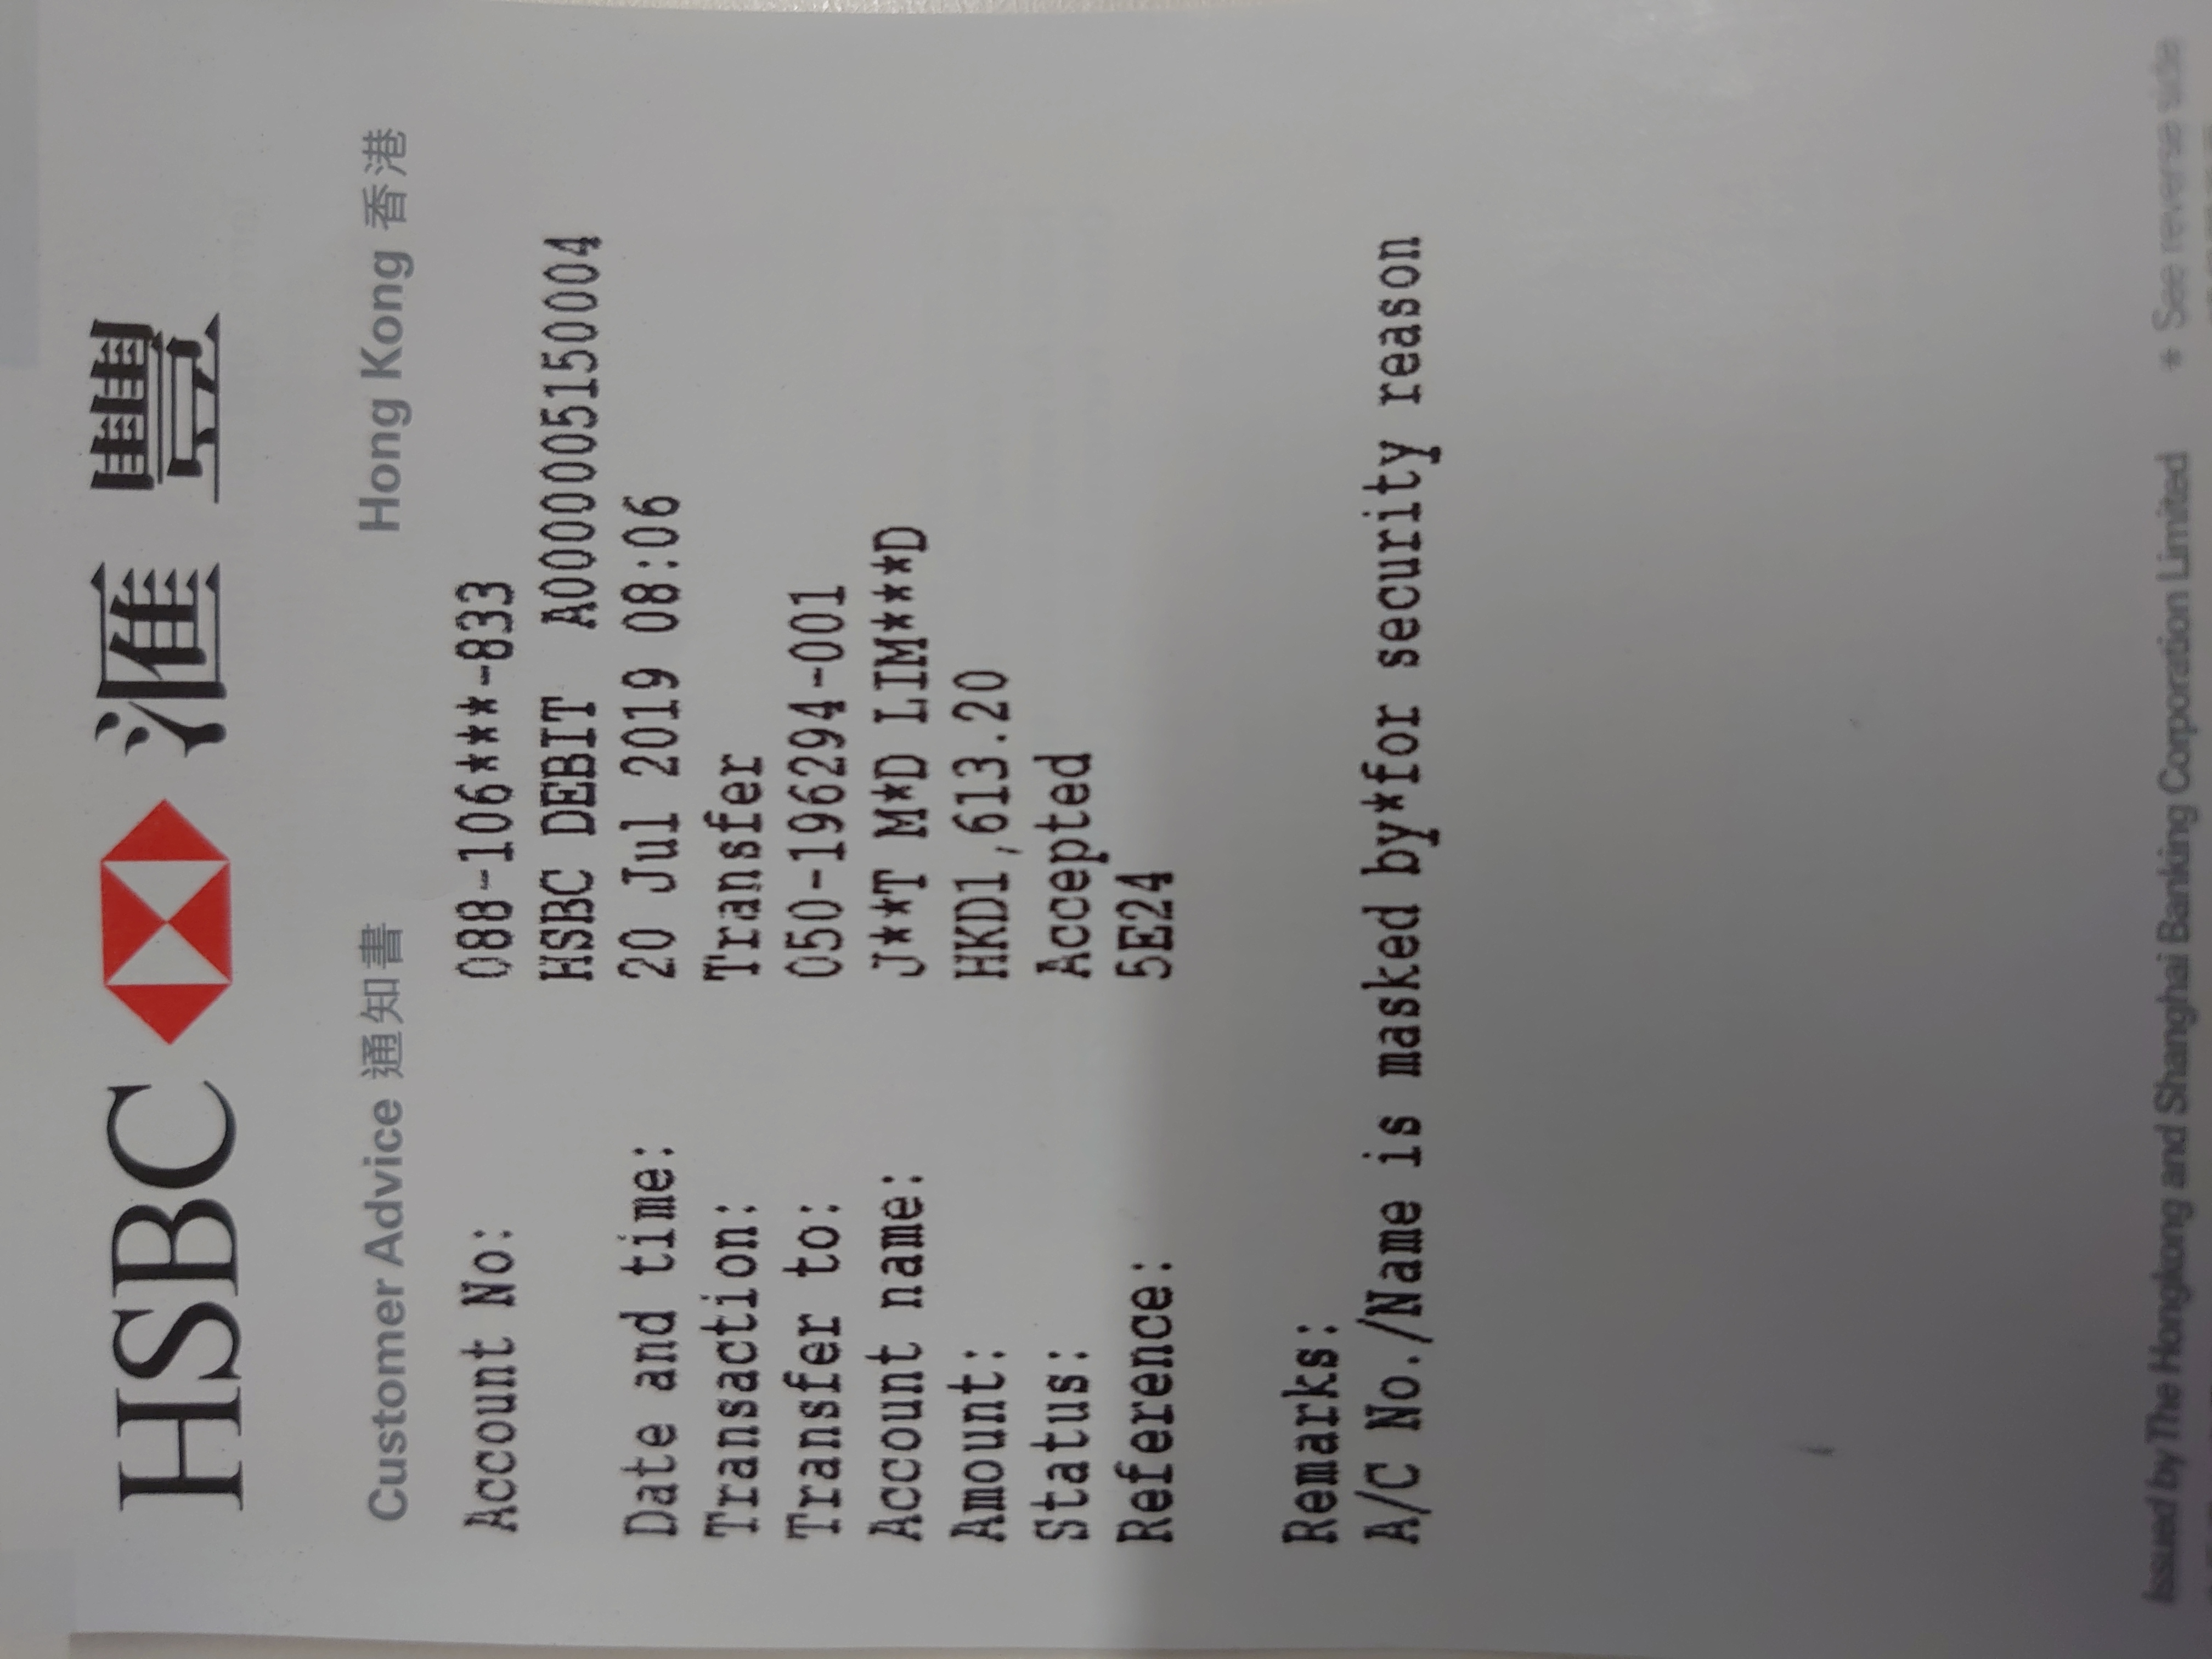 HSBC 滙豐
Customer Advice 通知書 Hong Kong 香港
Account No: 088-106***-833
HSBC DEBIT A0000005150004
Date and time: 20 Jul 2019 08:06
Transaction: Transfer
Transfer to: 050-196294-001
Account name: J**T M*D LIM***D
Amount: HKD1,613.20
Status: Accepted
Reference: 5E24
Remarks:
A/C No./Name is masked by*for security reason
Issued by The Hongkong and Shanghai Banking Corporation Limited * See reverse side